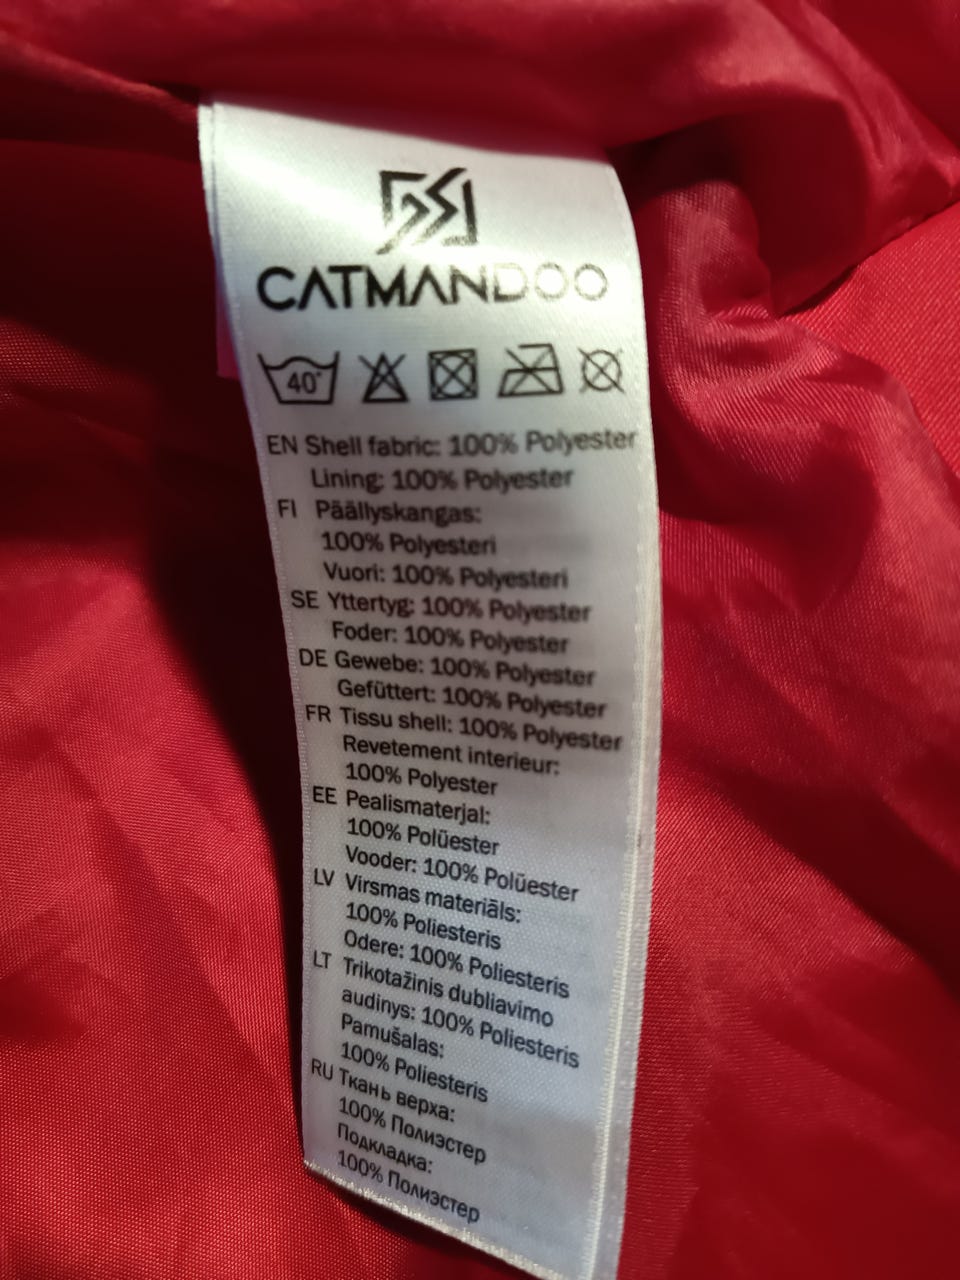 CATMANDOO
40°
EN Shell fabric: 100% Polyester
Lining: 100% Polyester
FI Päällyskangas:
100% Polyesteri
Vuori: 100% Polyesteri
SE Yttertyg: 100% Polyester
Foder: 100% Polyester
DE Gewebe: 100% Polyester
Gefüttert: 100% Polyester
FR Tissu shell: 100% Polyester
Revetement interieur:
100% Polyester
EE Pealismaterjal:
100% Polüester
Vooder: 100% Polüester
LV Virsmas materiāls:
100% Poliesteris
Odere: 100% Poliesteris
LT Trikotažinis dubliavimo
audinys: 100% Poliesteris
Pamušalas:
100% Poliesteris
RU Ткань верха:
100% Полиэстер
Подкладка:
100% Полиэстер